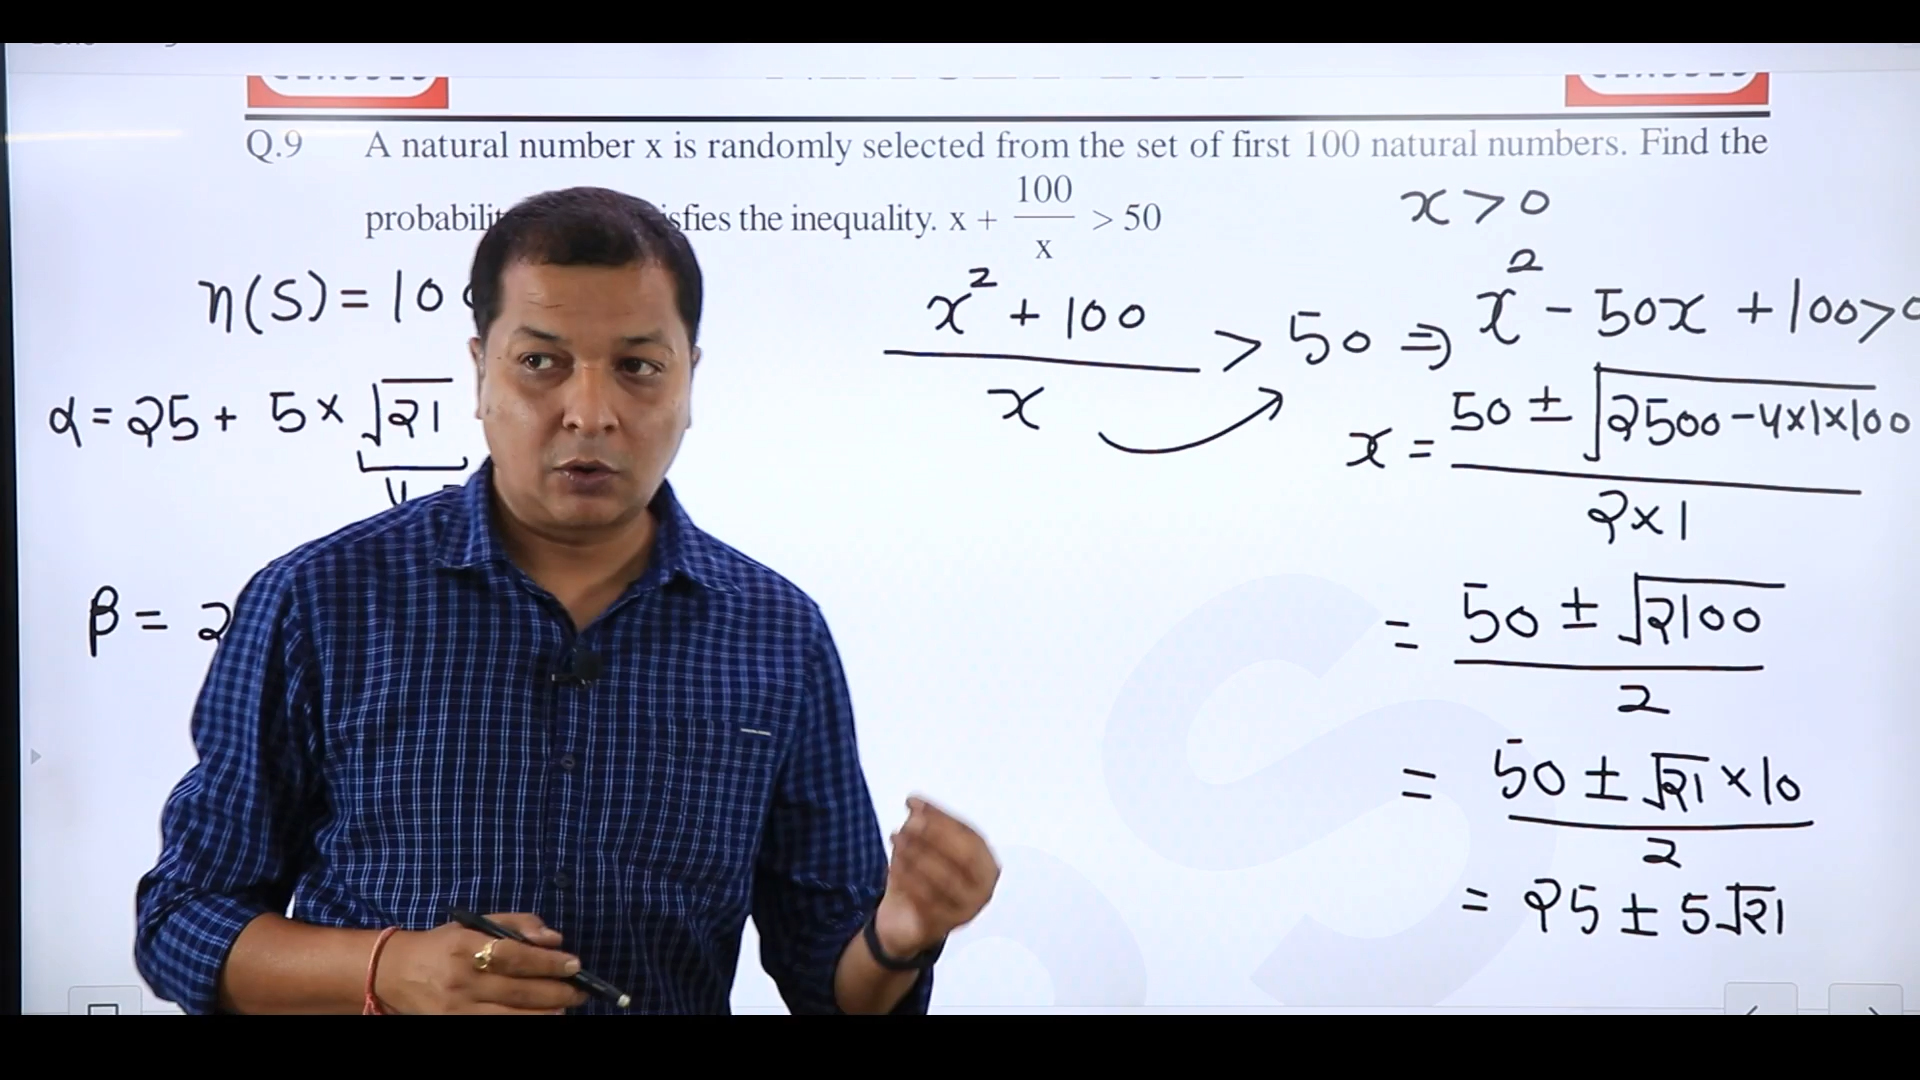 Q.9 A natural number x is randomly selected from the set of first 100 natural numbers. Find the
the inequality. x + 100/x > 50
x > 0
η(S) = 10
x² + 100 / x > 50 ⇒ x² - 50x + 100 > 0
α = 25 + 5 × √21
x = 50 ± √2500 - 4×1×100 / 2×1
β = 2
= 50 ± √2100 / 2
= 50 ± √21 × 10 / 2
= 25 ± 5√21